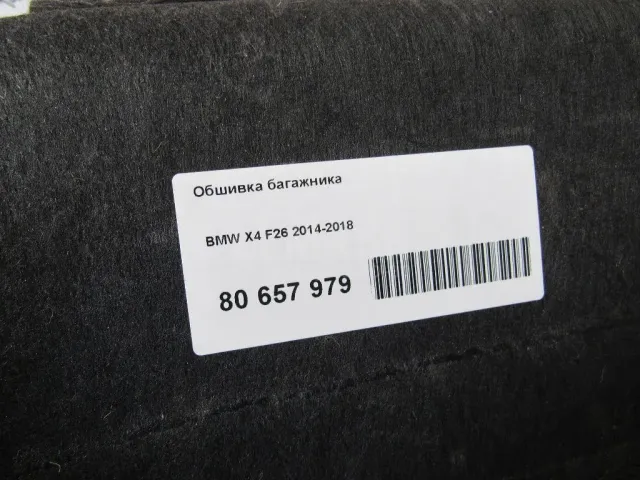 Обшивка багажника
BMW X4 F26 2014-2018
80 657 979